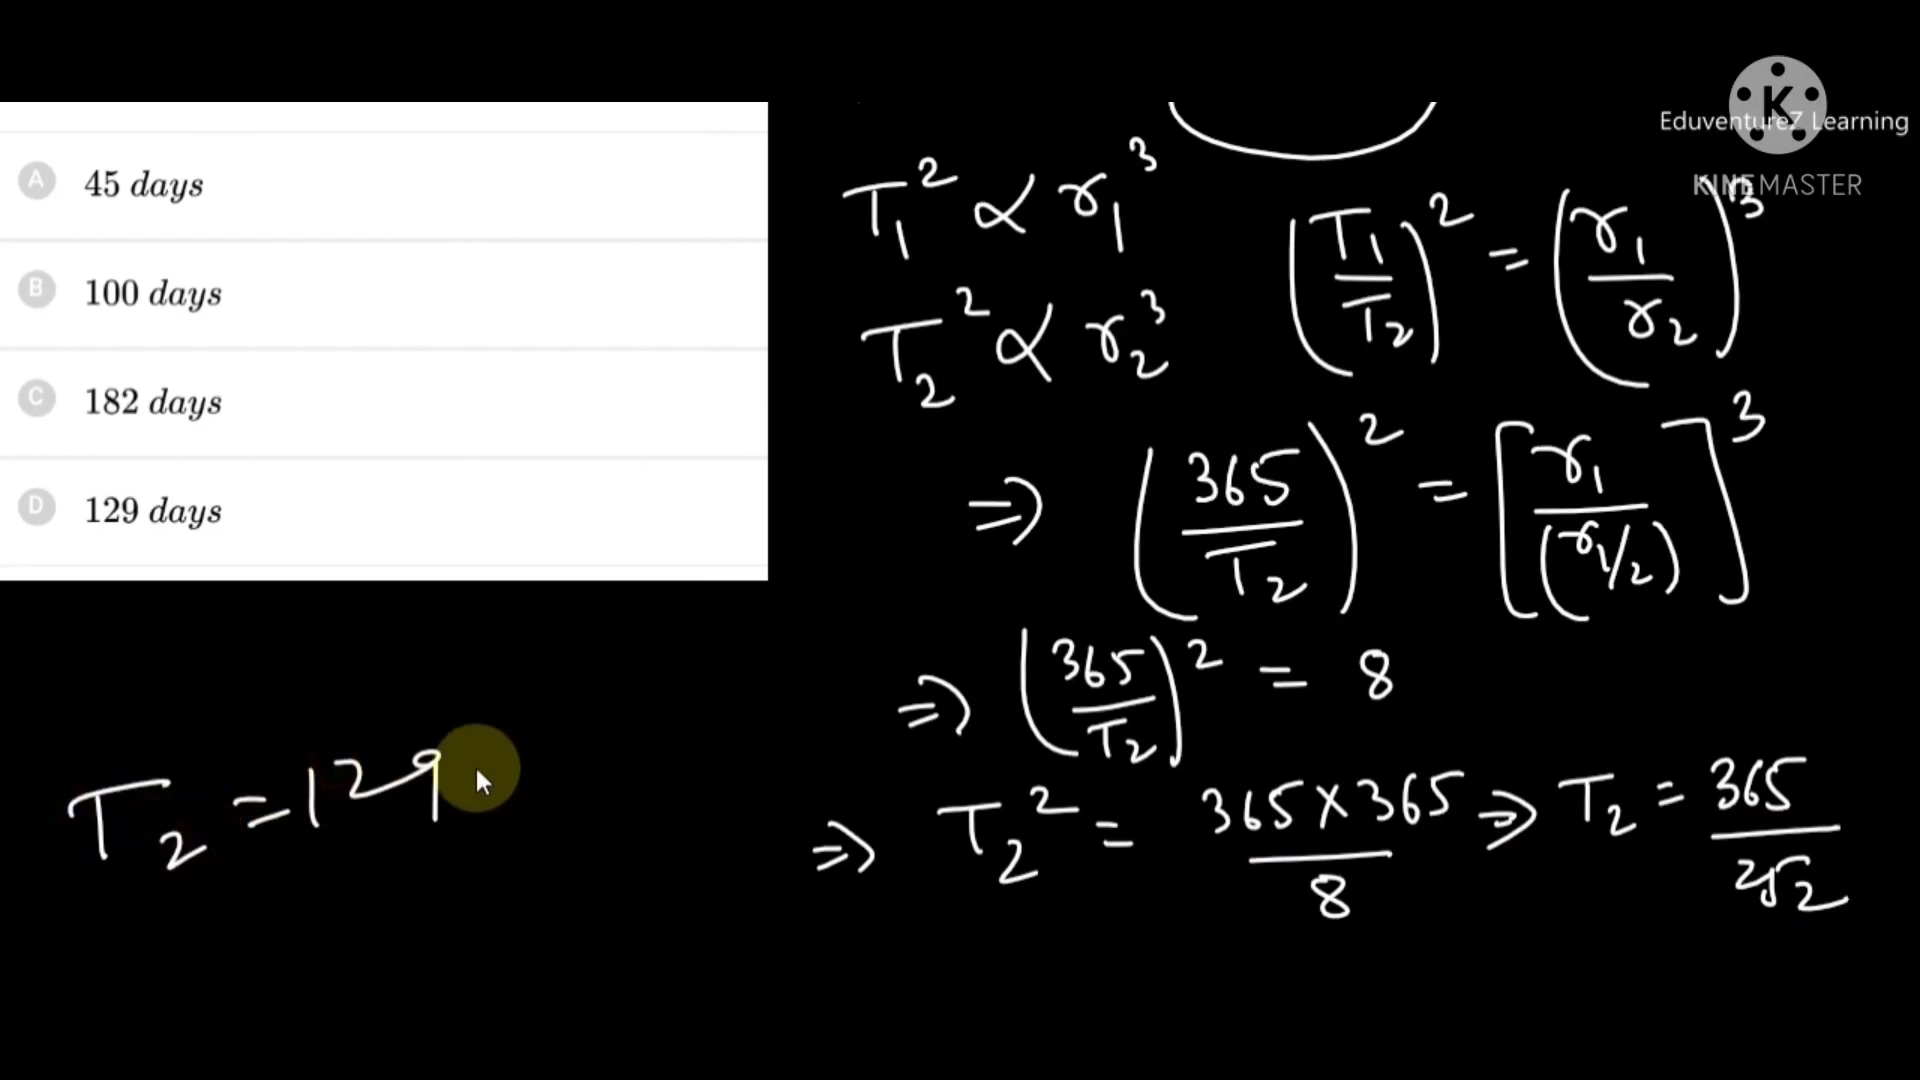 EduventureZ Learning
K
KINEMASTER
A 45 days
B 100 days
C 182 days
D 129 days
T₁² ∝ r₁³
T₂² ∝ r₂³
(T₁/T₂)² = (r₁/r₂)³
⇒ (365/T₂)² = [r₁/(r₁/2)]³
⇒ (365/T₂)² = 8
⇒ T₂² = 365×365/8 ⇒ T₂ = 365/2√2
T₂ = 129